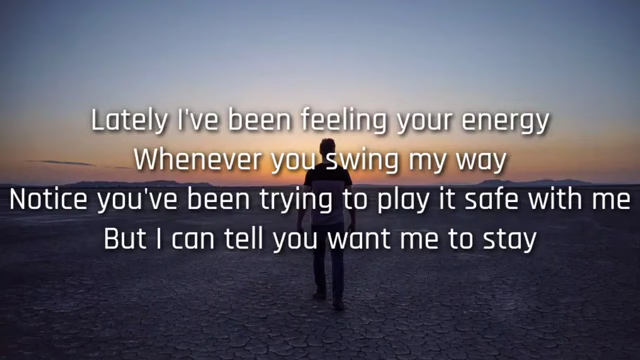 Lately I've been feeling your energy
Whenever you swing my way
Notice you've been trying to play it safe with me
But I can tell you want me to stay